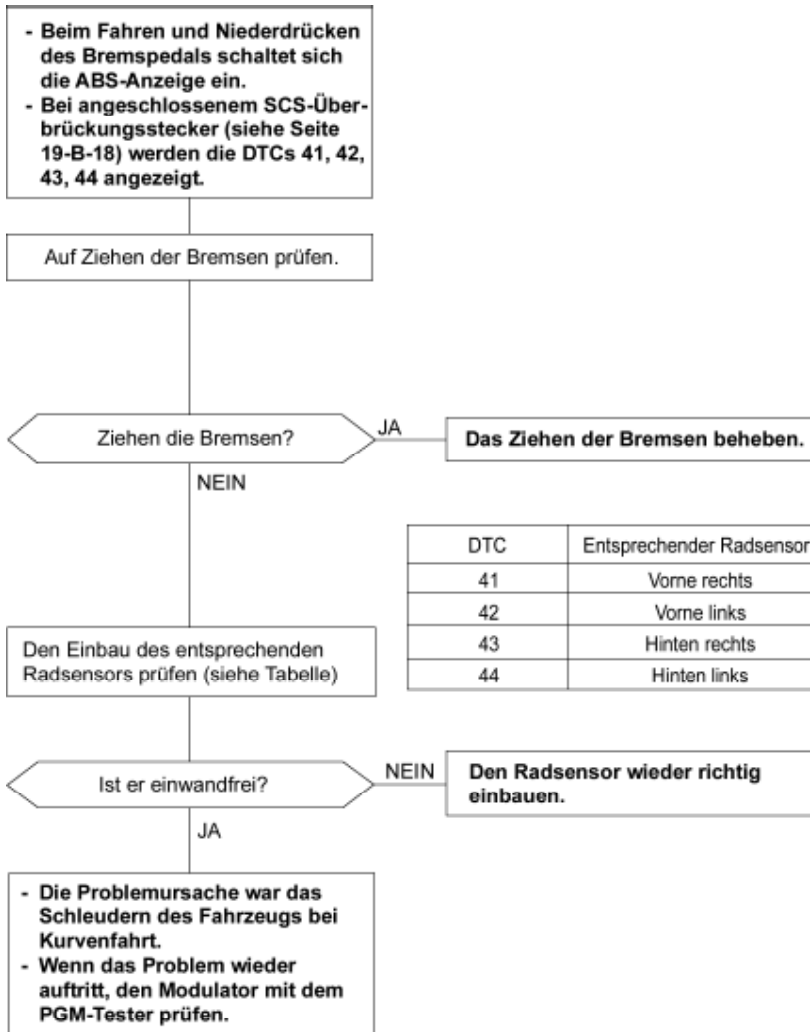 - Beim Fahren und Niederdrücken
des Bremspedals schaltet sich
die ABS-Anzeige ein.
- Bei angeschlossenem SCS-Über-
brückungsstecker (siehe Seite
19-B-18) werden die DTCs 41, 42,
43, 44 angezeigt.
Auf Ziehen der Bremsen prüfen.
Ziehen die Bremsen?
JA
Das Ziehen der Bremsen beheben.
NEIN
DTC Entsprechender Radsensor
41 Vorne rechts
42 Vorne links
43 Hinten rechts
44 Hinten links
Den Einbau des entsprechenden
Radsensors prüfen (siehe Tabelle)
Ist er einwandfrei?
NEIN
Den Radsensor wieder richtig
einbauen.
JA
- Die Problemursache war das
Schleudern des Fahrzeugs bei
Kurvenfahrt.
- Wenn das Problem wieder
auftritt, den Modulator mit dem
PGM-Tester prüfen.